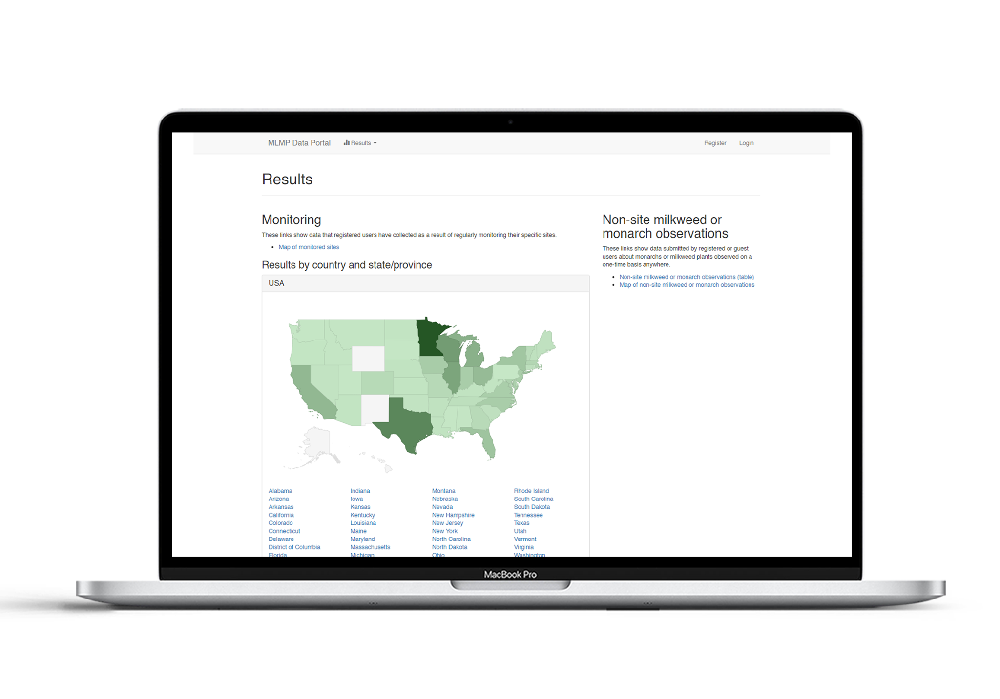 MLMP Data Portal
Results
Register
Login
Results
Monitoring
These links show data that registered users have collected as a result of regularly monitoring their specific sites.
Map of monitored sites
Results by country and state/province
USA
Alabama
Arizona
Arkansas
California
Colorado
Connecticut
Delaware
District of Columbia
Florida
Indiana
Iowa
Kansas
Kentucky
Louisiana
Maine
Maryland
Massachusetts
Michigan
Montana
Nebraska
Nevada
New Hampshire
New Jersey
New York
North Carolina
North Dakota
Ohio
Rhode Island
South Carolina
South Dakota
Tennessee
Texas
Utah
Vermont
Virginia
Washington
Non-site milkweed or
monarch observations
These links show data submitted by registered or guest
users about monarchs or milkweed plants observed on a
one-time basis anywhere.
Non-site milkweed or monarch observations (table)
Map of non-site milkweed or monarch observations
MacBook Pro